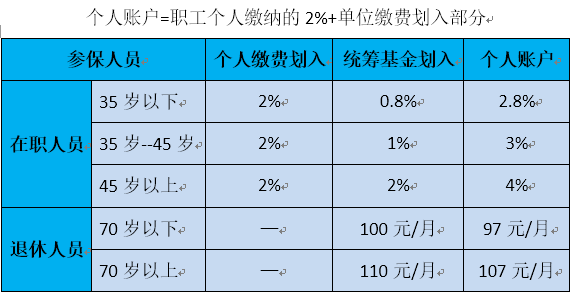 个人账户=职工个人缴纳的 2%+单位缴费划入部分
参保人员 个人缴费划入 统筹基金划入 个人账户
在职人员 35 岁以下 2% 0.8% 2.8%
35 岁--45 岁 2% 1% 3%
45 岁以上 2% 2% 4%
退休人员 70 岁以下 — 100 元/月 97 元/月
70 岁以上 — 110 元/月 107 元/月